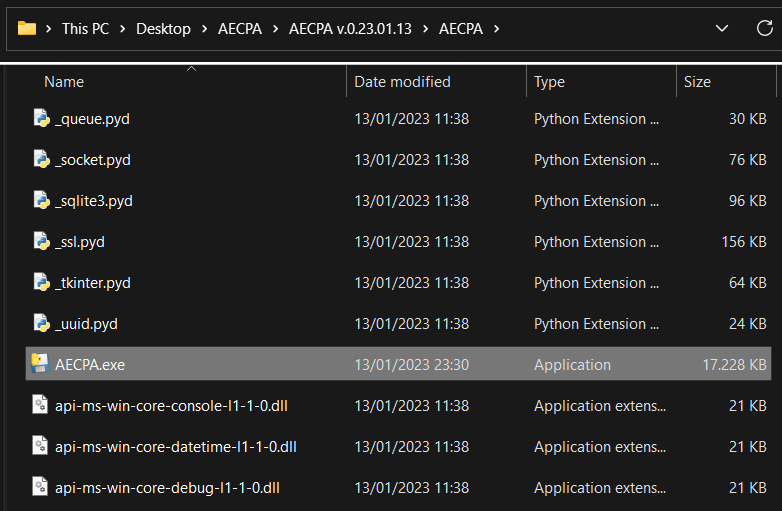 This PC > Desktop > AECPA > AECPA v.0.23.01.13 > AECPA >
Name Date modified Type Size
_queue.pyd 13/01/2023 11:38 Python Extension ... 30 KB
_socket.pyd 13/01/2023 11:38 Python Extension ... 76 KB
_sqlite3.pyd 13/01/2023 11:38 Python Extension ... 96 KB
_ssl.pyd 13/01/2023 11:38 Python Extension ... 156 KB
_tkinter.pyd 13/01/2023 11:38 Python Extension ... 64 KB
_uuid.pyd 13/01/2023 11:38 Python Extension ... 24 KB
AECPA.exe 13/01/2023 23:30 Application 17.228 KB
api-ms-win-core-console-l1-1-0.dll 13/01/2023 11:38 Application extens... 21 KB
api-ms-win-core-datetime-l1-1-0.dll 13/01/2023 11:38 Application extens... 21 KB
api-ms-win-core-debug-l1-1-0.dll 13/01/2023 11:38 Application extens... 21 KB